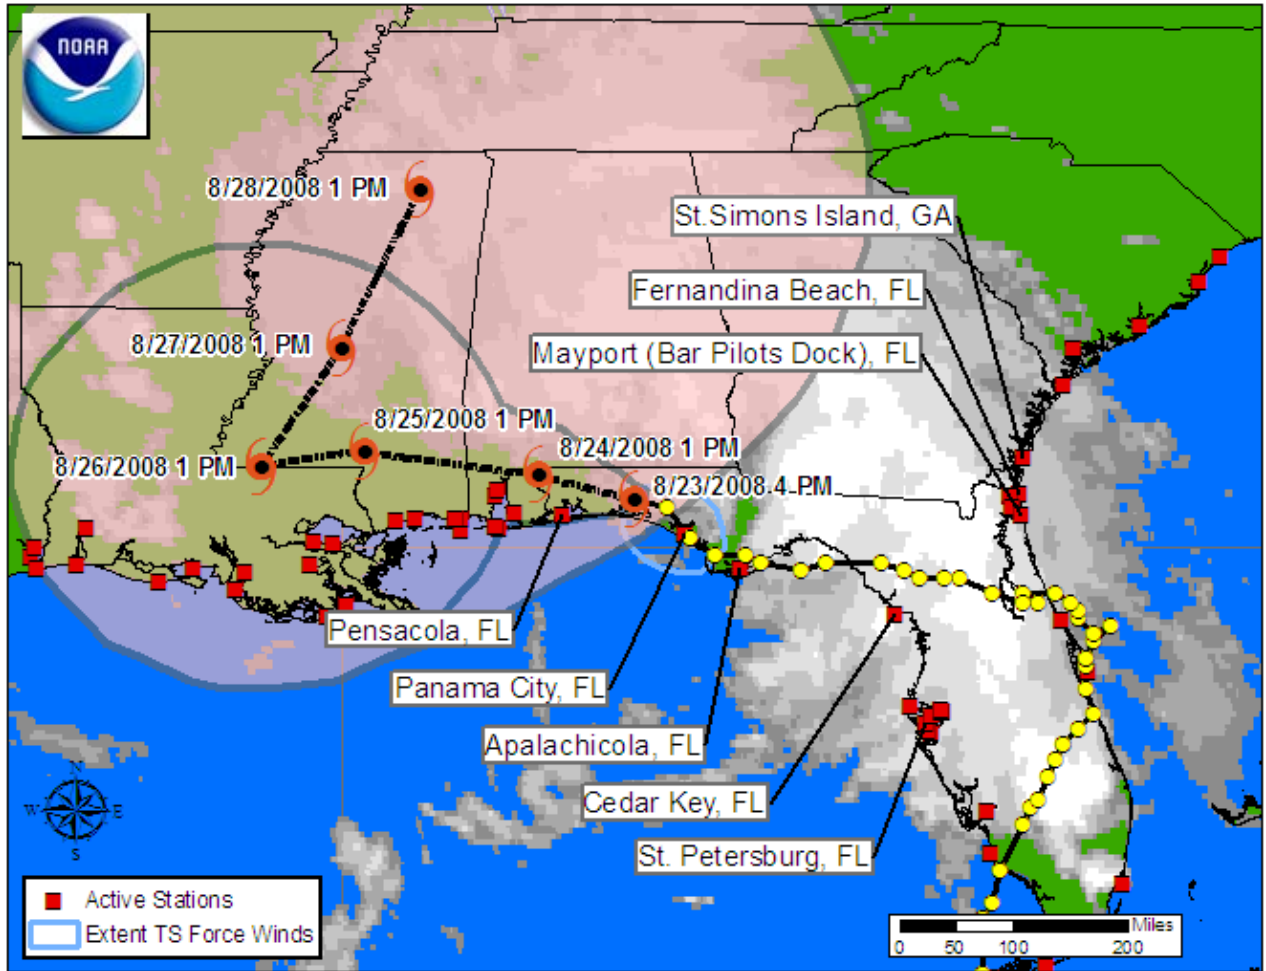 NOAA
8/28/2008 1 PM
St.Simons Island, GA
Fernandina Beach, FL
8/27/2008 1 PM
Mayport (Bar Pilots Dock), FL
8/25/2008 1 PM
8/24/2008 1 PM
8/26/2008 1 PM
8/23/2008 4 PM
Pensacola, FL
Panama City, FL
Apalachicola, FL
Cedar Key, FL
St. Petersburg, FL
N
W E
S
Active Stations
Extent TS Force Winds
Miles
0 50 100 200